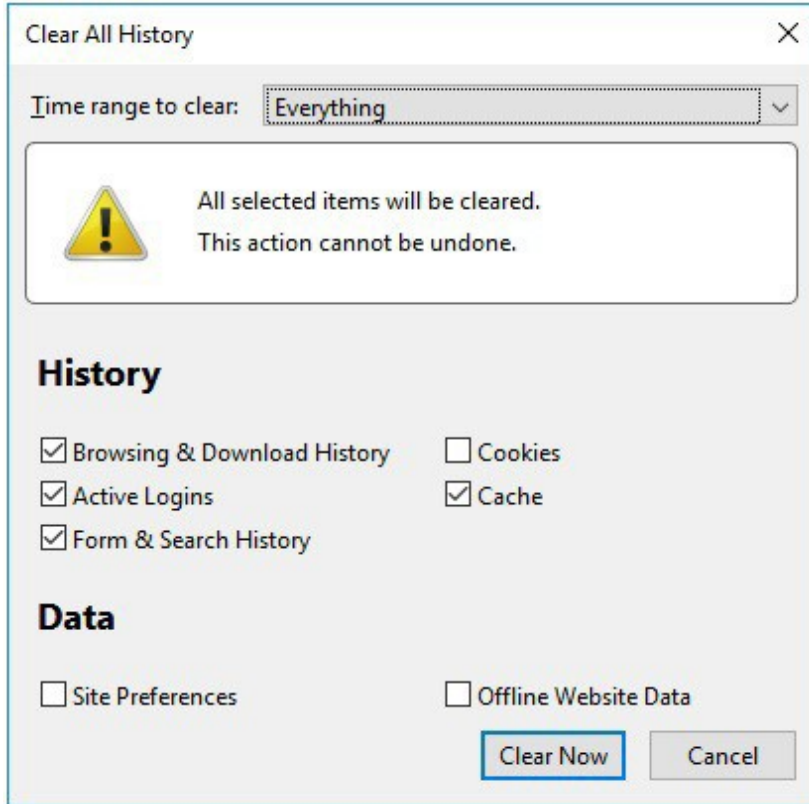 Clear All History
Time range to clear: Everything
All selected items will be cleared.
This action cannot be undone.
History
Browsing & Download History Cookies
Active Logins Cache
Form & Search History
Data
Site Preferences Offline Website Data
Clear Now Cancel